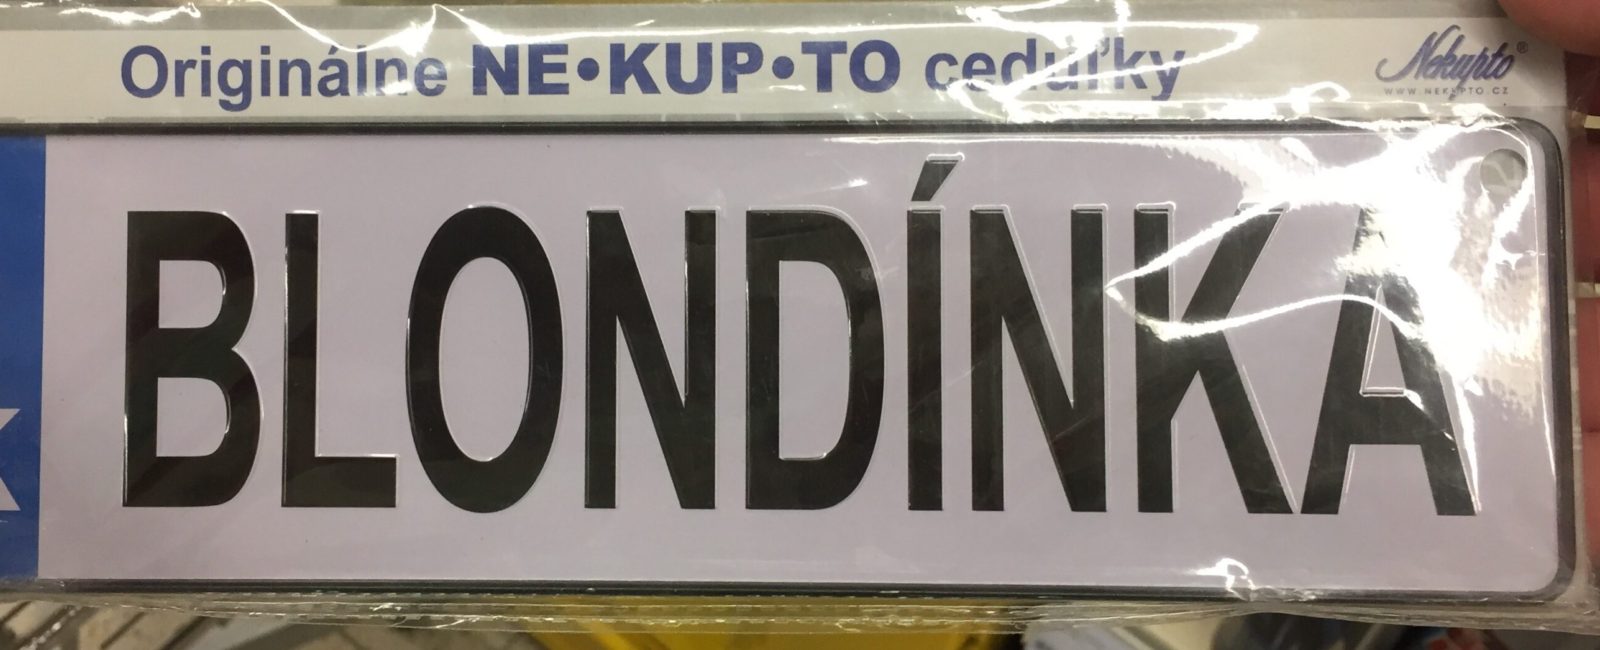 Originálne NE•KUP•TO ceduľky
Nekupto®
WWW.NEKUPTO.CZ
BLONDÍNKA